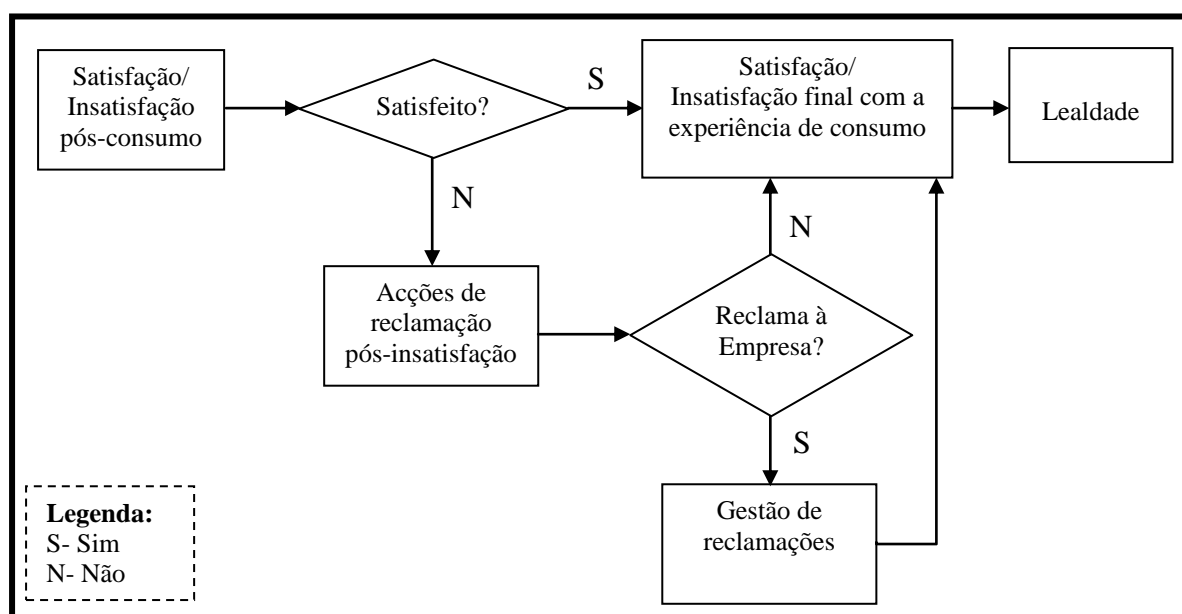 Satisfação/
Insatisfação
pós-consumo
Satisfeito?
S
Satisfação/
Insatisfação final com a
experiência de consumo
Lealdade
N
Acções de
reclamação
pós-insatisfação
N
Reclama à
Empresa?
S
Gestão de
reclamações
Legenda:
S- Sim
N- Não